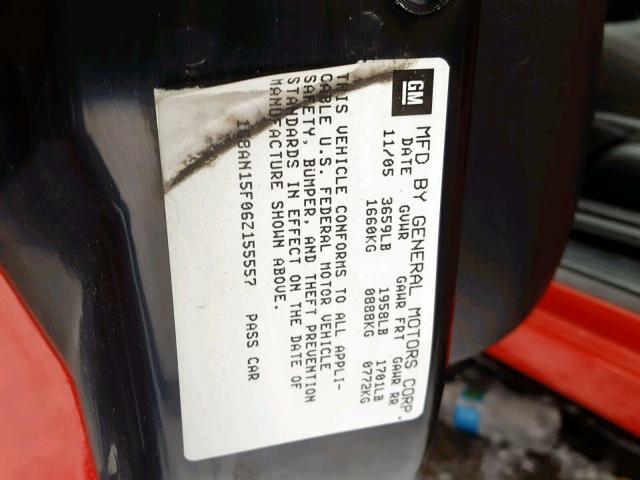 GM MFD BY GENERAL MOTORS CORP.
DATE GVWR GAWR FRT GAWR RR
11/05 3659LB 1958LB 1701LB
1660KG 0888KG 0772KG
THIS VEHICLE CONFORMS TO ALL APPLI-
CABLE U.S. FEDERAL MOTOR VEHICLE
SAFETY, BUMPER, AND THEFT PREVENTION
STANDARDS IN EFFECT ON THE DATE OF
MANUFACTURE SHOWN ABOVE.
1G8AN15F06Z155557 PASS CAR